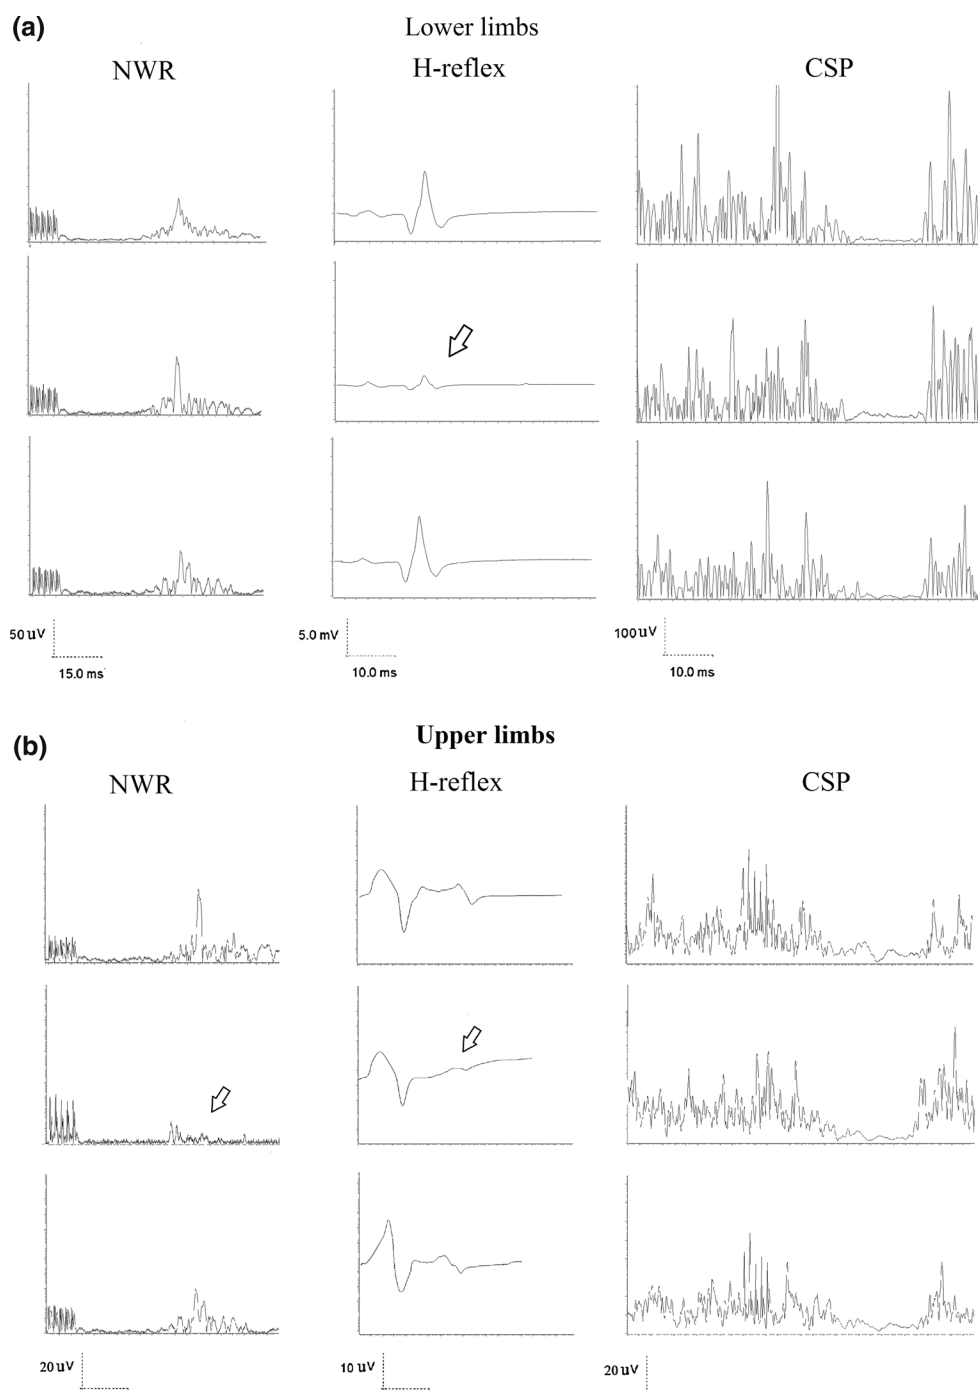 (a)
Lower limbs
NWR H-reflex CSP
50 uV 5.0 mV 100 uV
15.0 ms 10.0 ms 10.0 ms
(b)
Upper limbs
NWR H-reflex CSP
20 uV 10 uV 20 uV